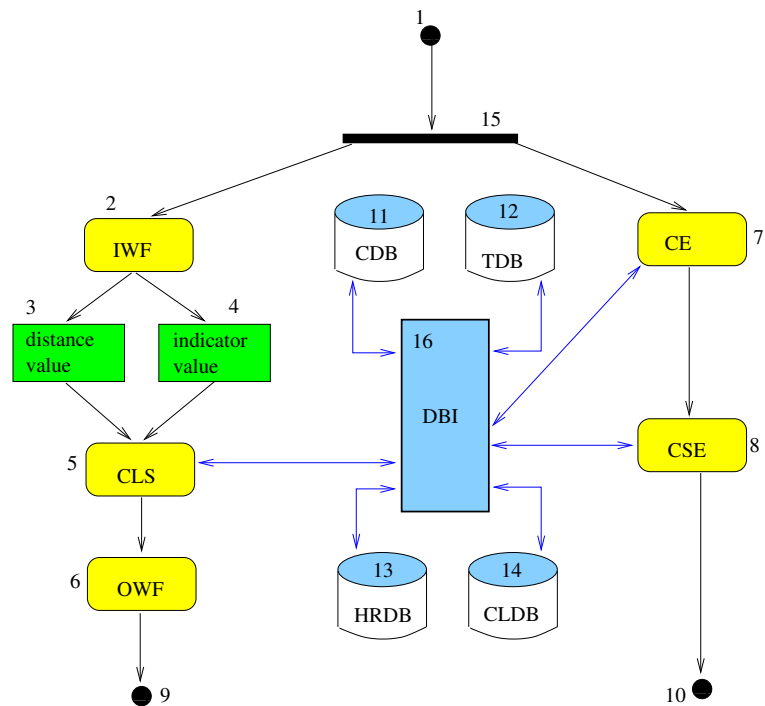 1
15
2
IWF
11
CDB
12
TDB
CE
7
3
4
distance
value
indicator
value
16
DBI
5
CLS
CSE
8
6
OWF
13
HRDB
14
CLDB
9
10